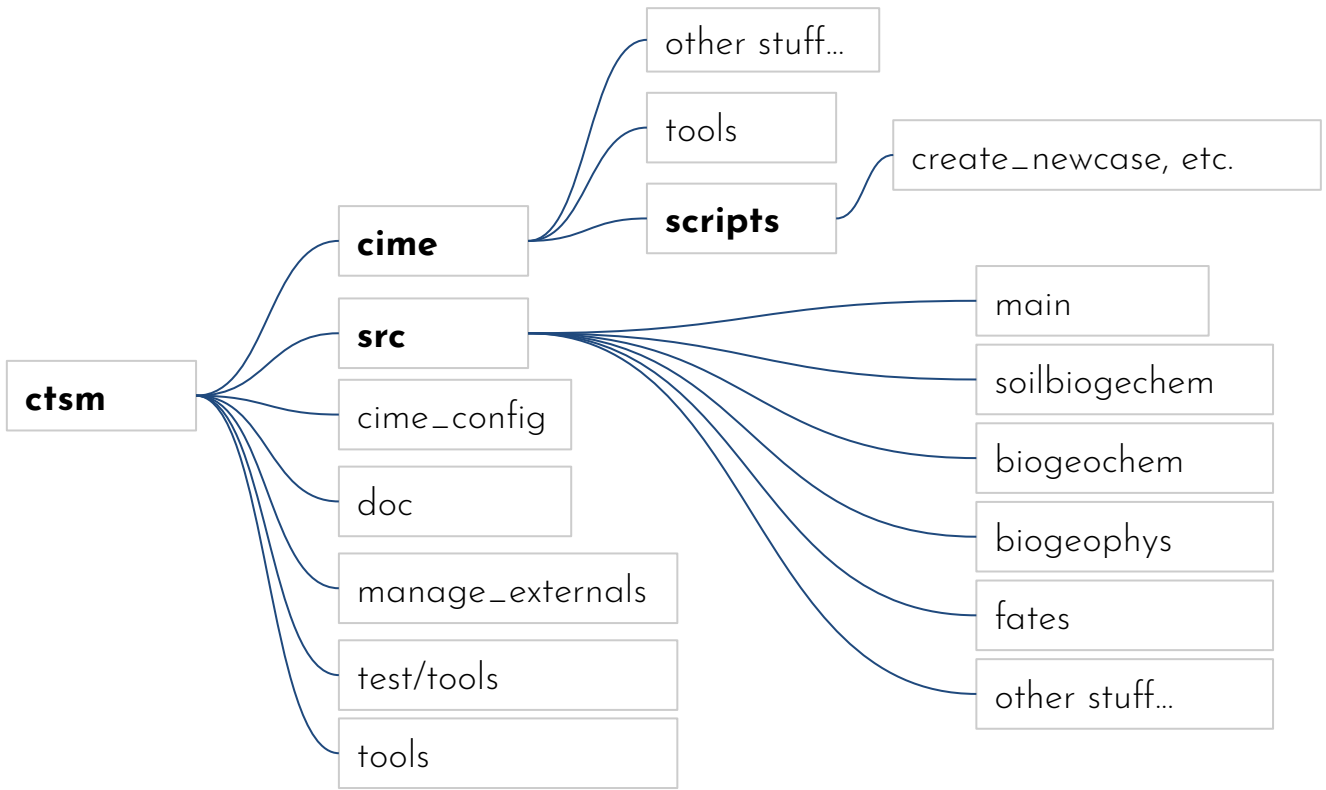 other stuff...
tools
create_newcase, etc.
scripts
cime
main
src
soilbiogechem
ctsm
cime_config
biogeochem
doc
biogeophys
manage_externals
fates
test/tools
other stuff...
tools